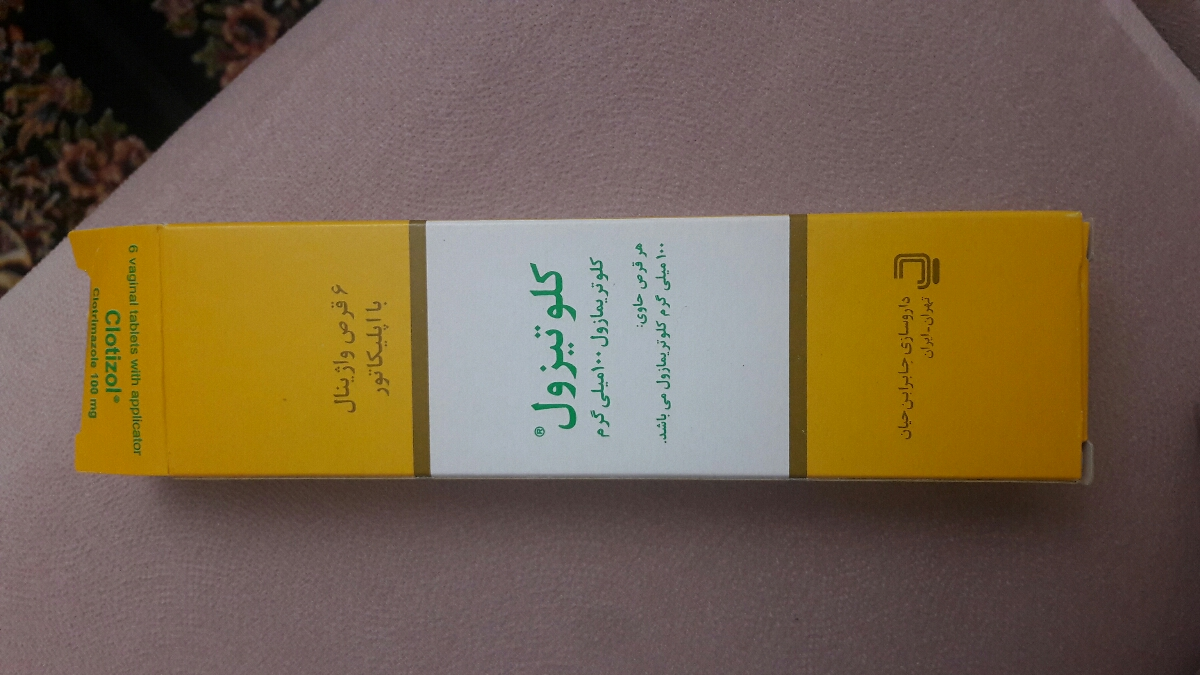 6 vaginal tablets with applicator
Clotizol®
Clotrimazole 100 mg
۶ قرص واژینال
با اپلیکاتور
کلوتیزول®
کلوتریمازول ۱۰۰ میلی گرم
هر قرص حاوی:
۱۰۰ میلی گرم کلوتریمازول می باشد.
داروسازی جابرابن حیان
تهران-ایران